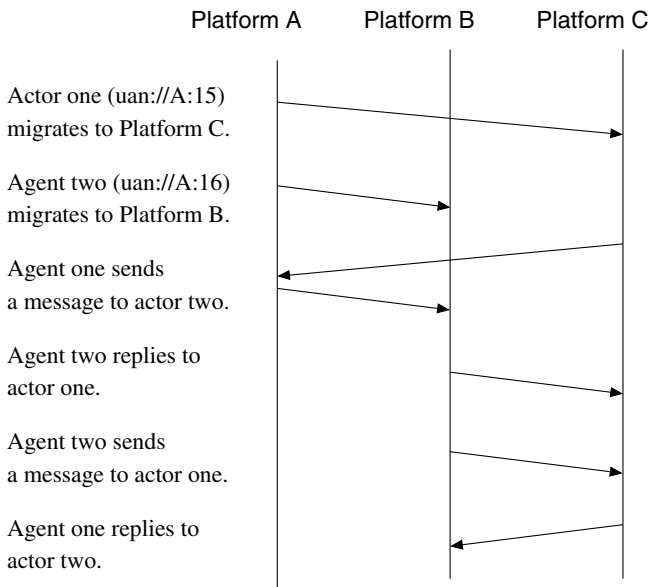 Platform A Platform B Platform C
Actor one (uan://A:15)
migrates to Platform C.
Agent two (uan://A:16)
migrates to Platform B.
Agent one sends
a message to actor two.
Agent two replies to
actor one.
Agent two sends
a message to actor one.
Agent one replies to
actor two.